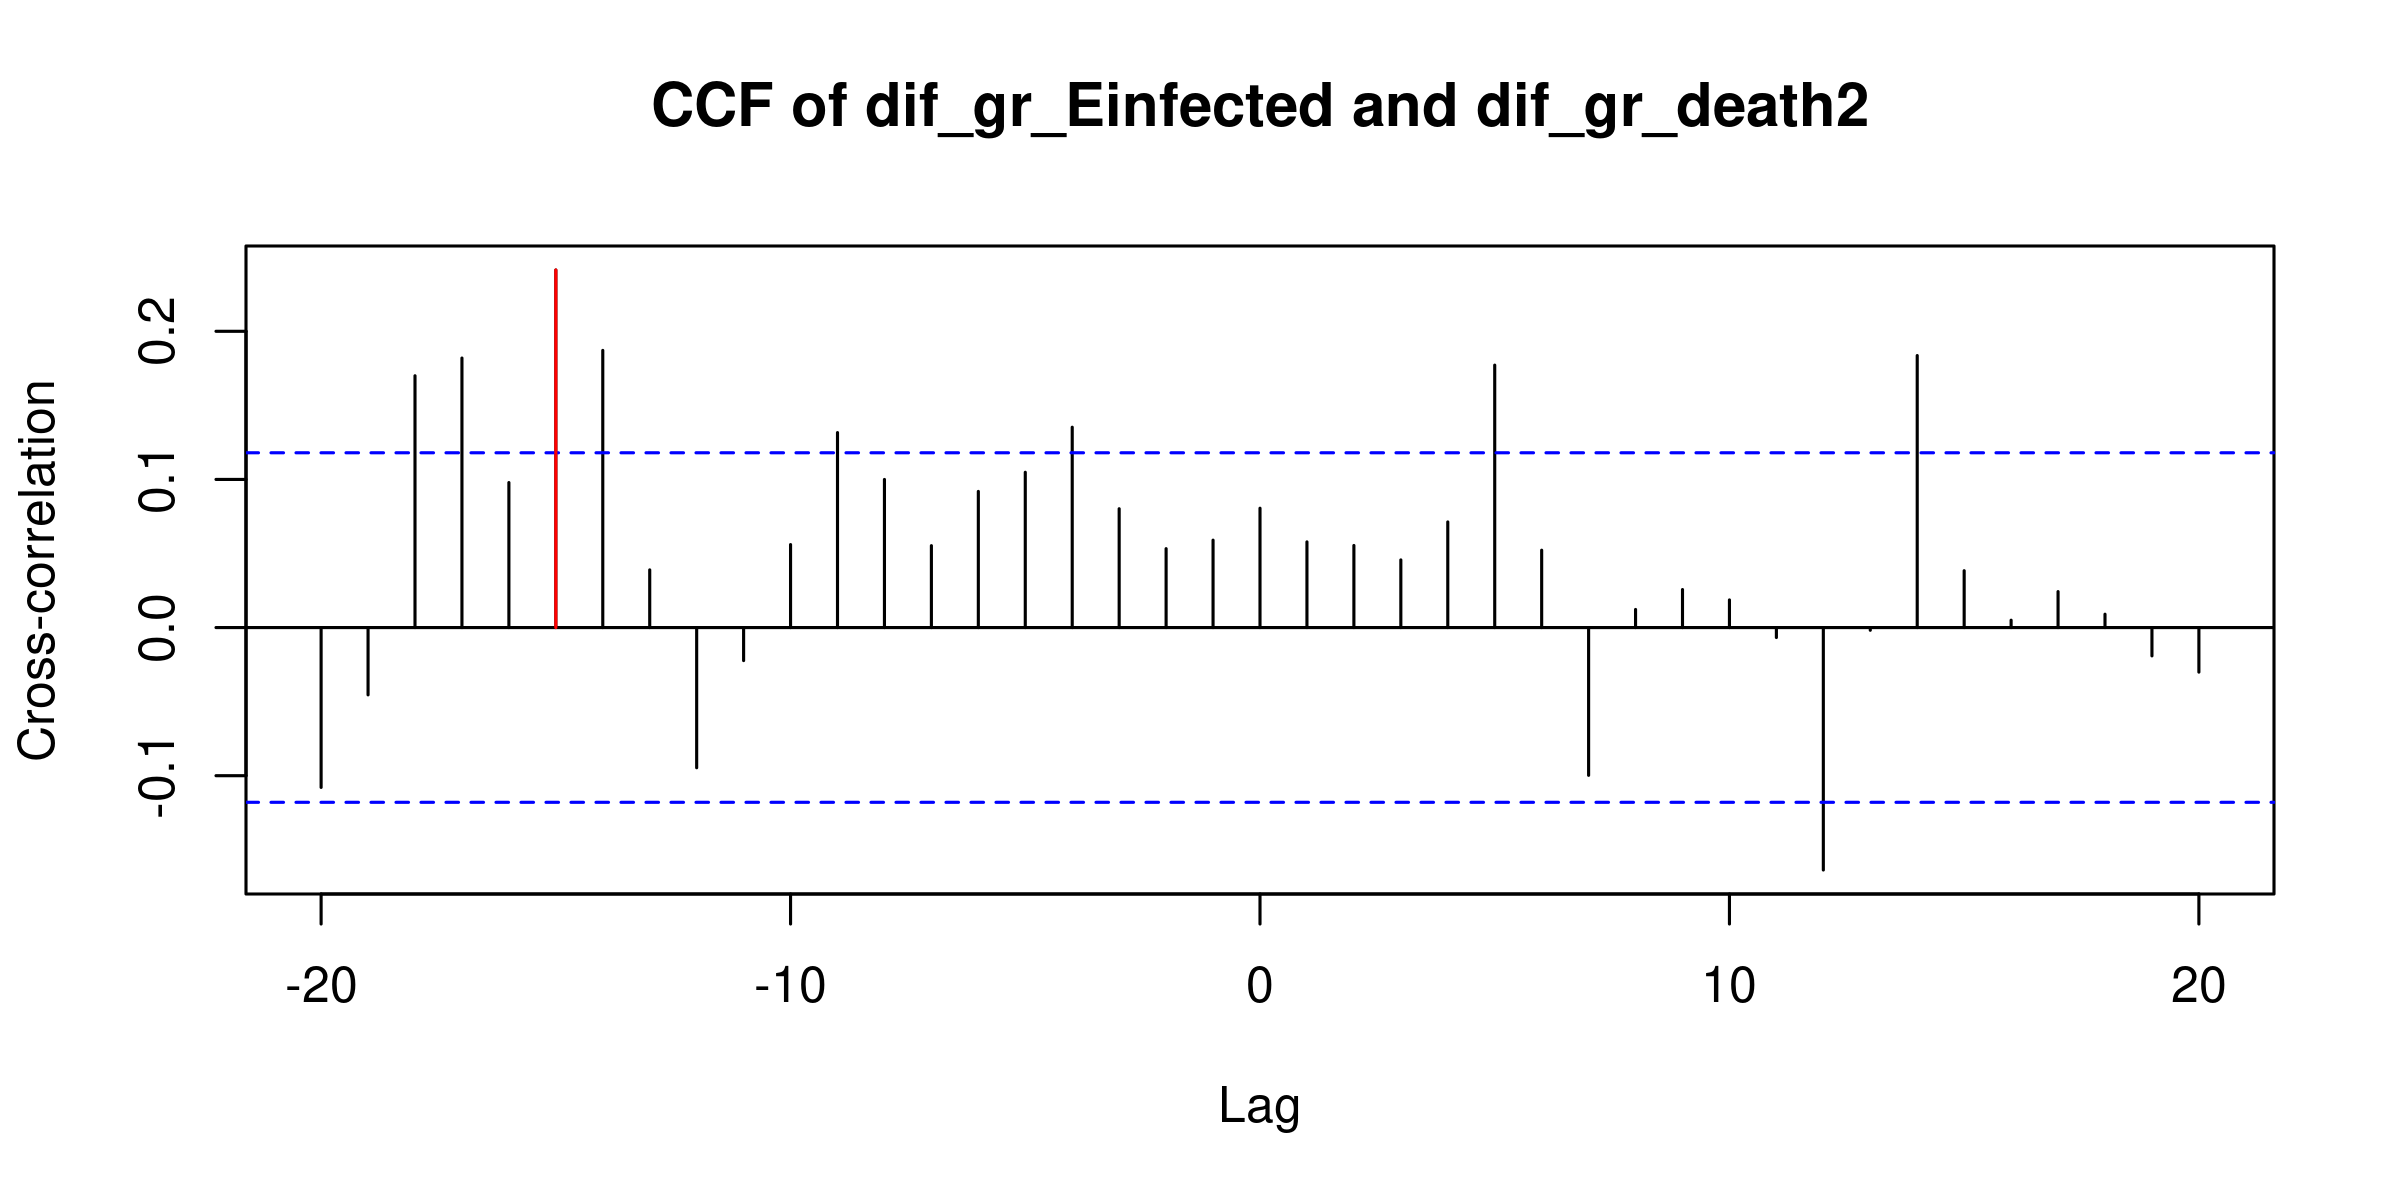 CCF of dif_gr_Einfected and dif_gr_death2
Cross-correlation
0.2
0.1
0.0
-0.1
-20 -10 0 10 20
Lag